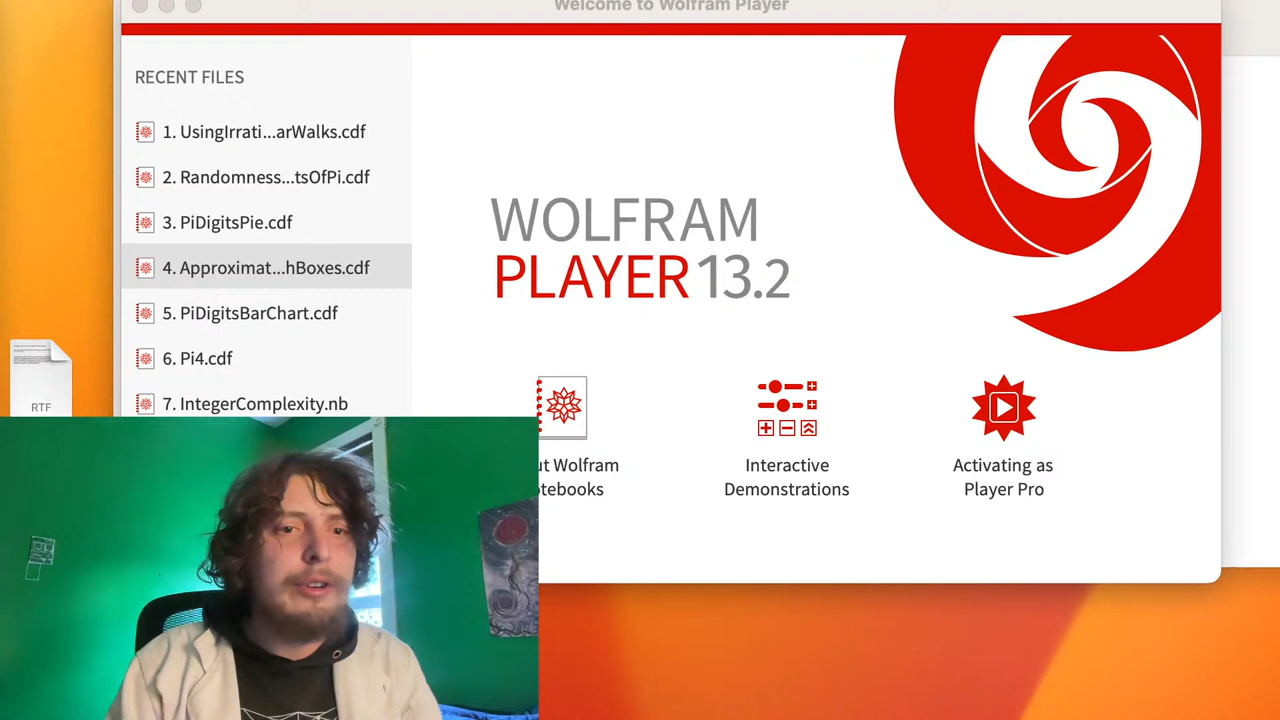 Welcome to Wolfram Player
RECENT FILES
1. UsingIrrati...arWalks.cdf
2. Randomness...tsOfPi.cdf
3. PiDigitsPie.cdf
4. Approximat...hBoxes.cdf
5. PiDigitsBarChart.cdf
6. Pi4.cdf
7. IntegerComplexity.nb
WOLFRAM
PLAYER 13.2
ut Wolfram
tebooks
Interactive
Demonstrations
Activating as
Player Pro
RTF